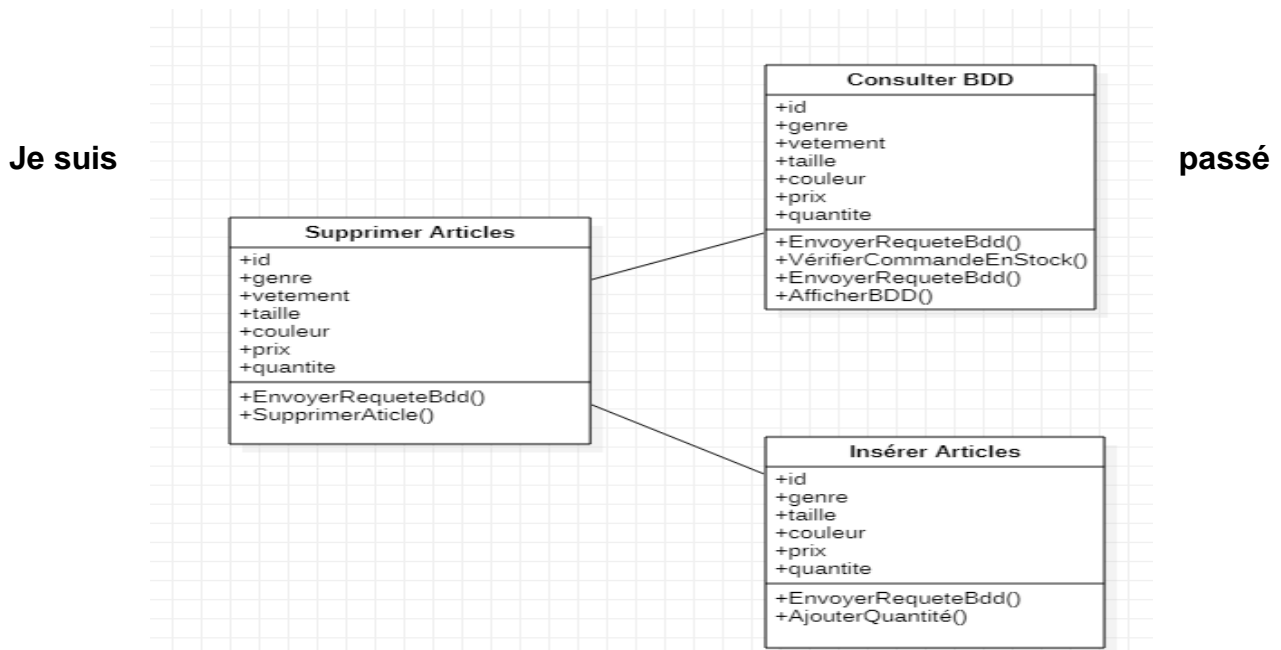 Je suis
passé
Supprimer Articles
+id
+genre
+vetement
+taille
+couleur
+prix
+quantite
+EnvoyerRequeteBdd()
+SupprimerAticle()
Consulter BDD
+id
+genre
+vetement
+taille
+couleur
+prix
+quantite
+EnvoyerRequeteBdd()
+VérifierCommandeEnStock()
+EnvoyerRequeteBdd()
+AfficherBDD()
Insérer Articles
+id
+genre
+taille
+couleur
+prix
+quantite
+EnvoyerRequeteBdd()
+AjouterQuantité()